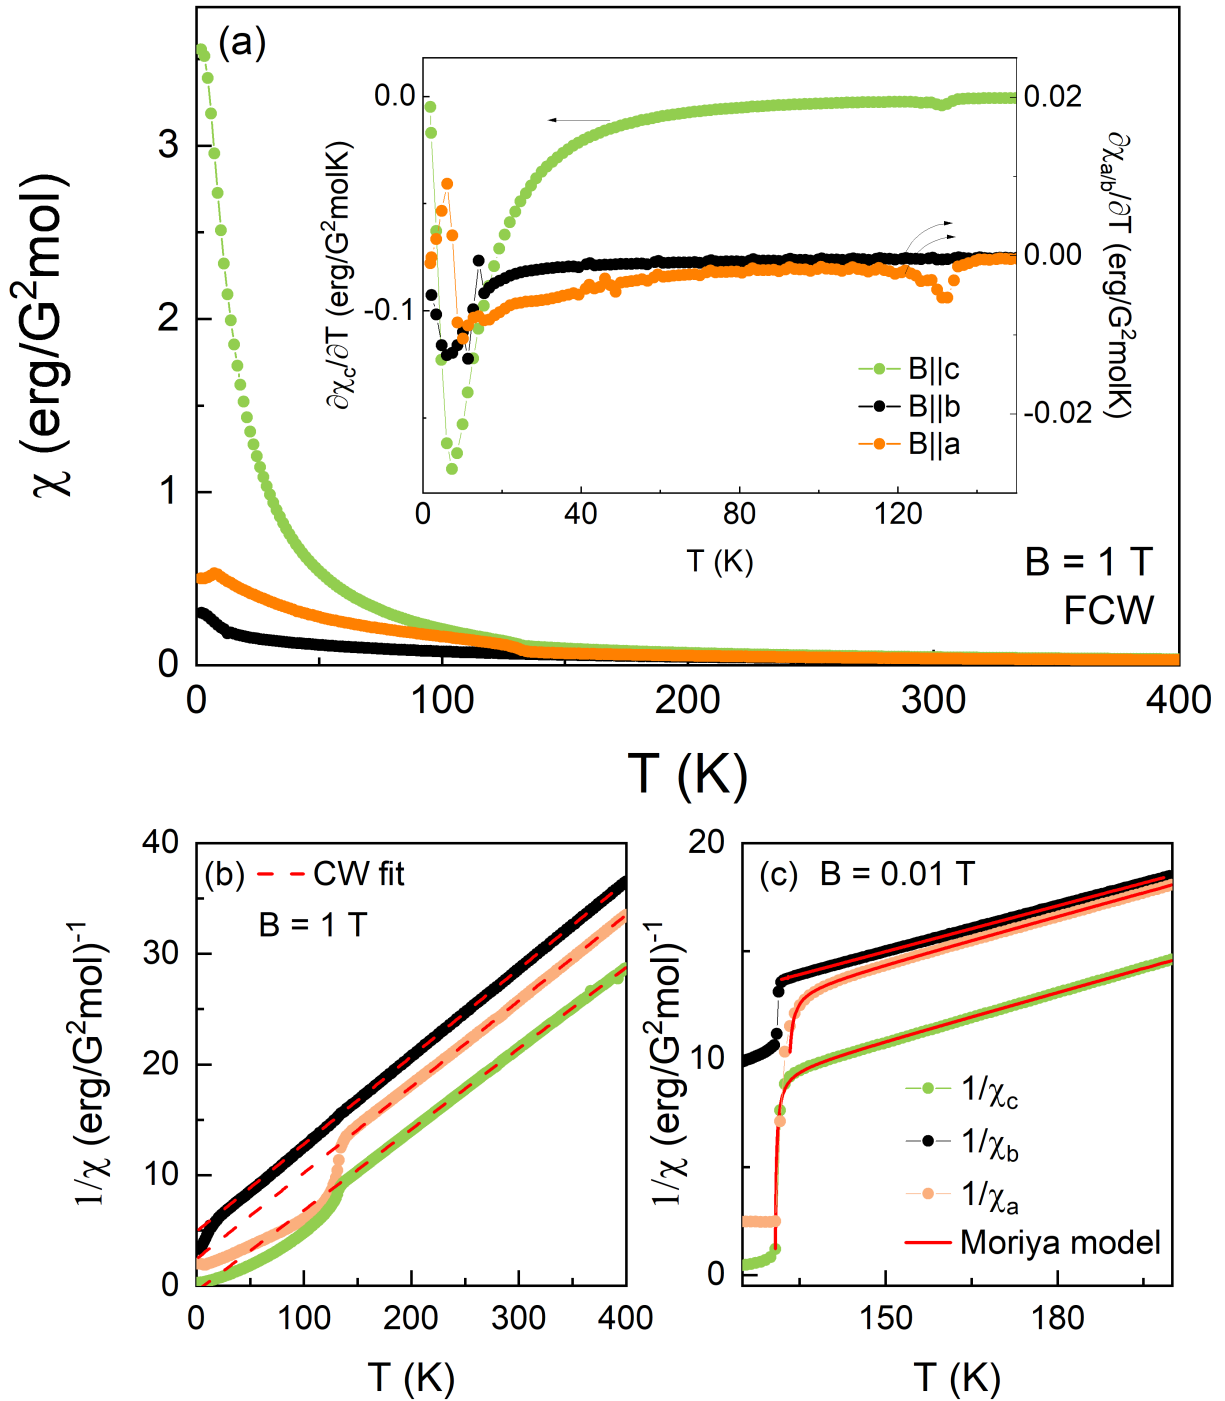 (a)
χ (erg/G²mol)
3
2
1
0
0
100
200
300
400
T (K)
B = 1 T
FCW
∂χc/∂T (erg/G²molK)
0.0
-0.1
0
40
80
120
T (K)
0.02
0.00
-0.02
∂χa/b/∂T (erg/G²molK)
B||c
B||b
B||a
(b) CW fit
B = 1 T
1/χ (erg/G²mol)⁻¹
40
30
20
10
0
0
100
200
300
400
T (K)
(c) B = 0.01 T
1/χ (erg/G²mol)⁻¹
20
10
0
150
180
T (K)
1/χc
1/χb
1/χa
Moriya model